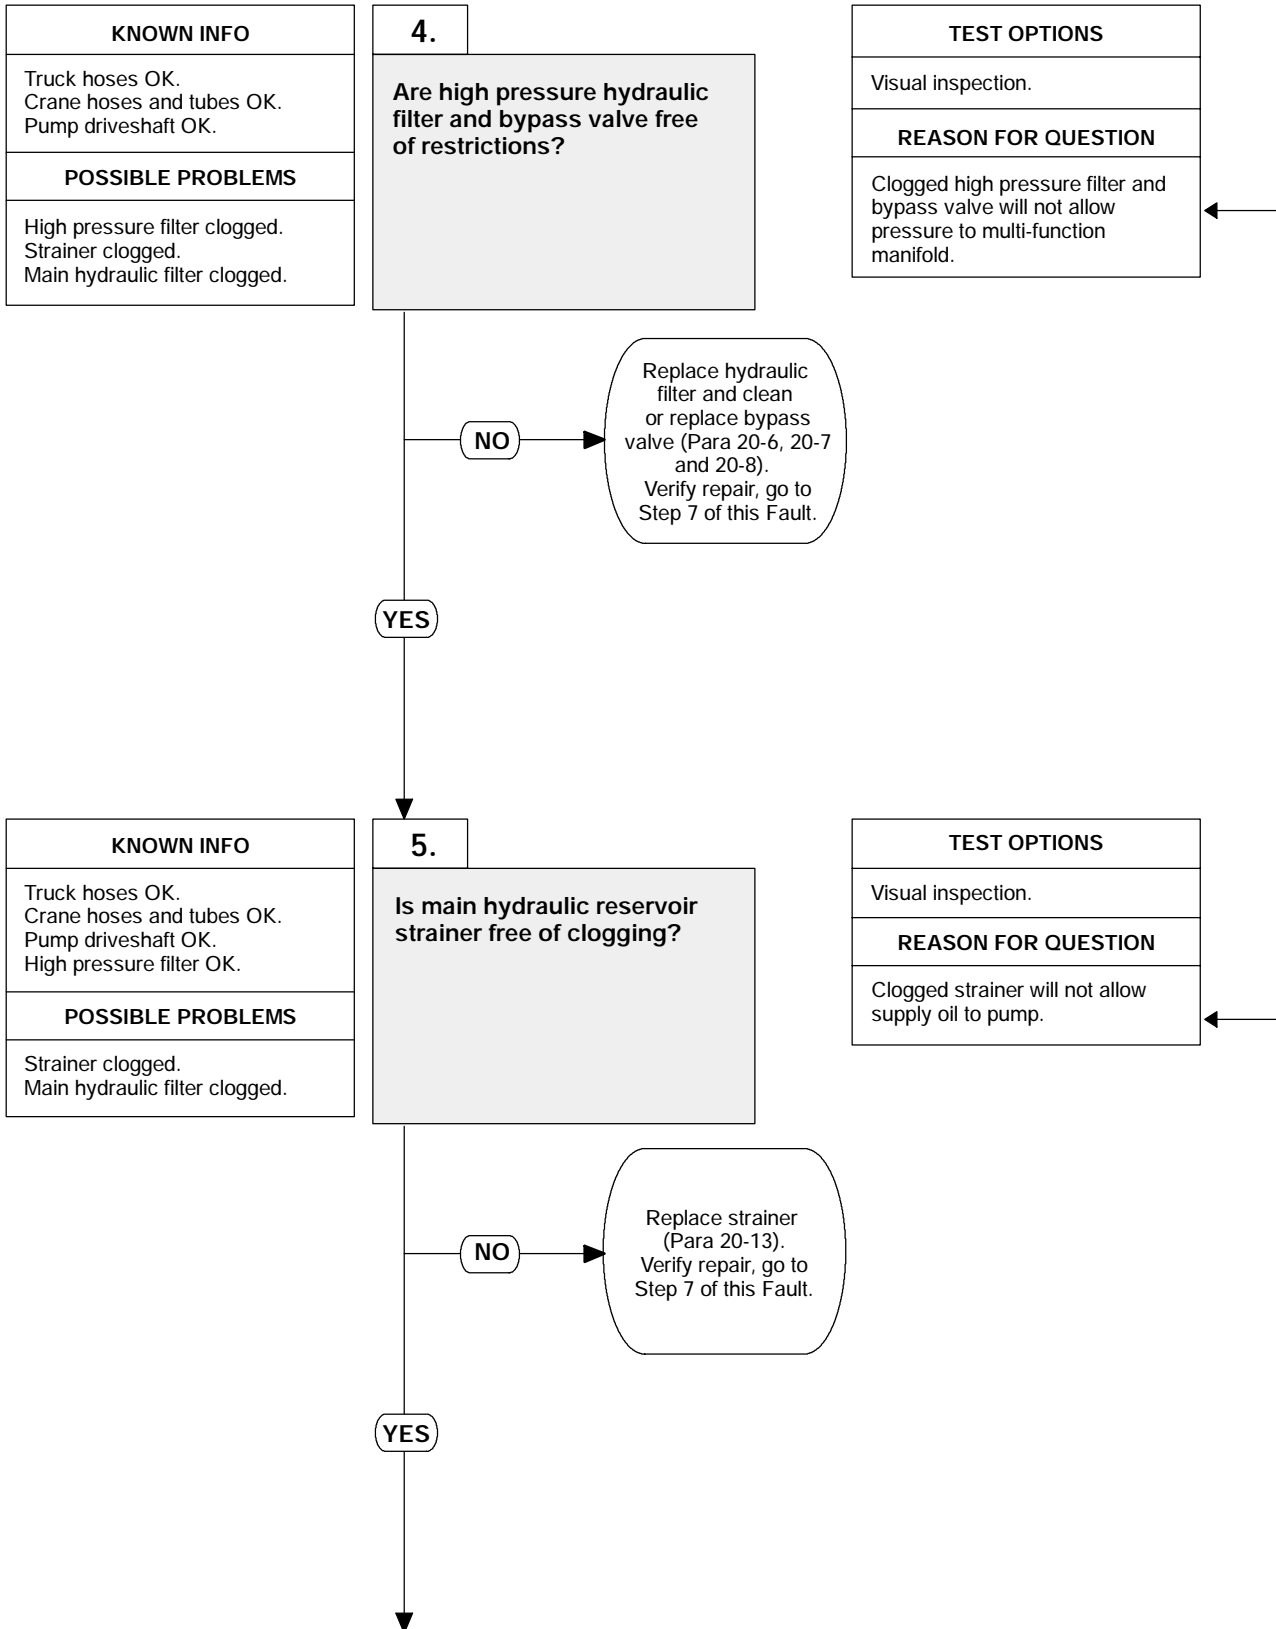 KNOWN INFO
Truck hoses OK.
Crane hoses and tubes OK.
Pump driveshaft OK.
POSSIBLE PROBLEMS
High pressure filter clogged.
Strainer clogged.
Main hydraulic filter clogged.
4.
Are high pressure hydraulic
filter and bypass valve free
of restrictions?
TEST OPTIONS
Visual inspection.
REASON FOR QUESTION
Clogged high pressure filter and
bypass valve will not allow
pressure to multi-function
manifold.
NO
Replace hydraulic
filter and clean
or replace bypass
valve (Para 20-6, 20-7
and 20-8).
Verify repair, go to
Step 7 of this Fault.
YES
KNOWN INFO
Truck hoses OK.
Crane hoses and tubes OK.
Pump driveshaft OK.
High pressure filter OK.
POSSIBLE PROBLEMS
Strainer clogged.
Main hydraulic filter clogged.
5.
Is main hydraulic reservoir
strainer free of clogging?
TEST OPTIONS
Visual inspection.
REASON FOR QUESTION
Clogged strainer will not allow
supply oil to pump.
NO
Replace strainer
(Para 20-13).
Verify repair, go to
Step 7 of this Fault.
YES